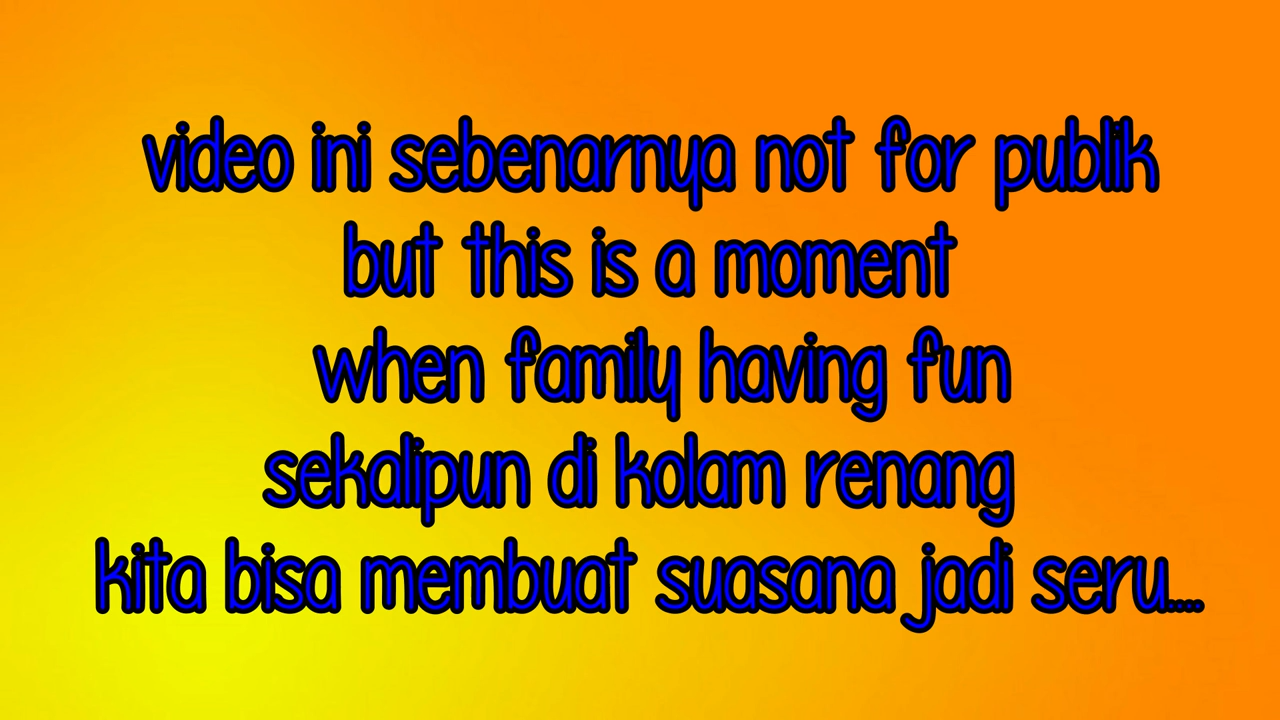 video ini sebenarnya not for publik
but this is a moment
when family having fun
sekalipun di kolam renang
kita bisa membuat suasana jadi seru....